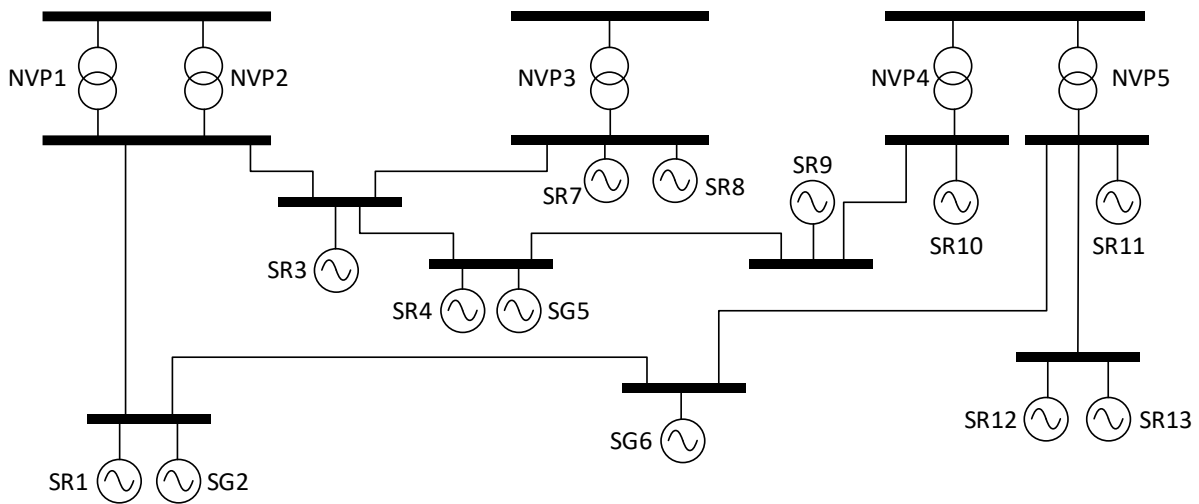 NVP1
NVP2
NVP3
NVP4
NVP5
SR9
SR7
SR8
SR10
SR11
SR3
SR4
SG5
SR12
SR13
SG6
SR1
SG2